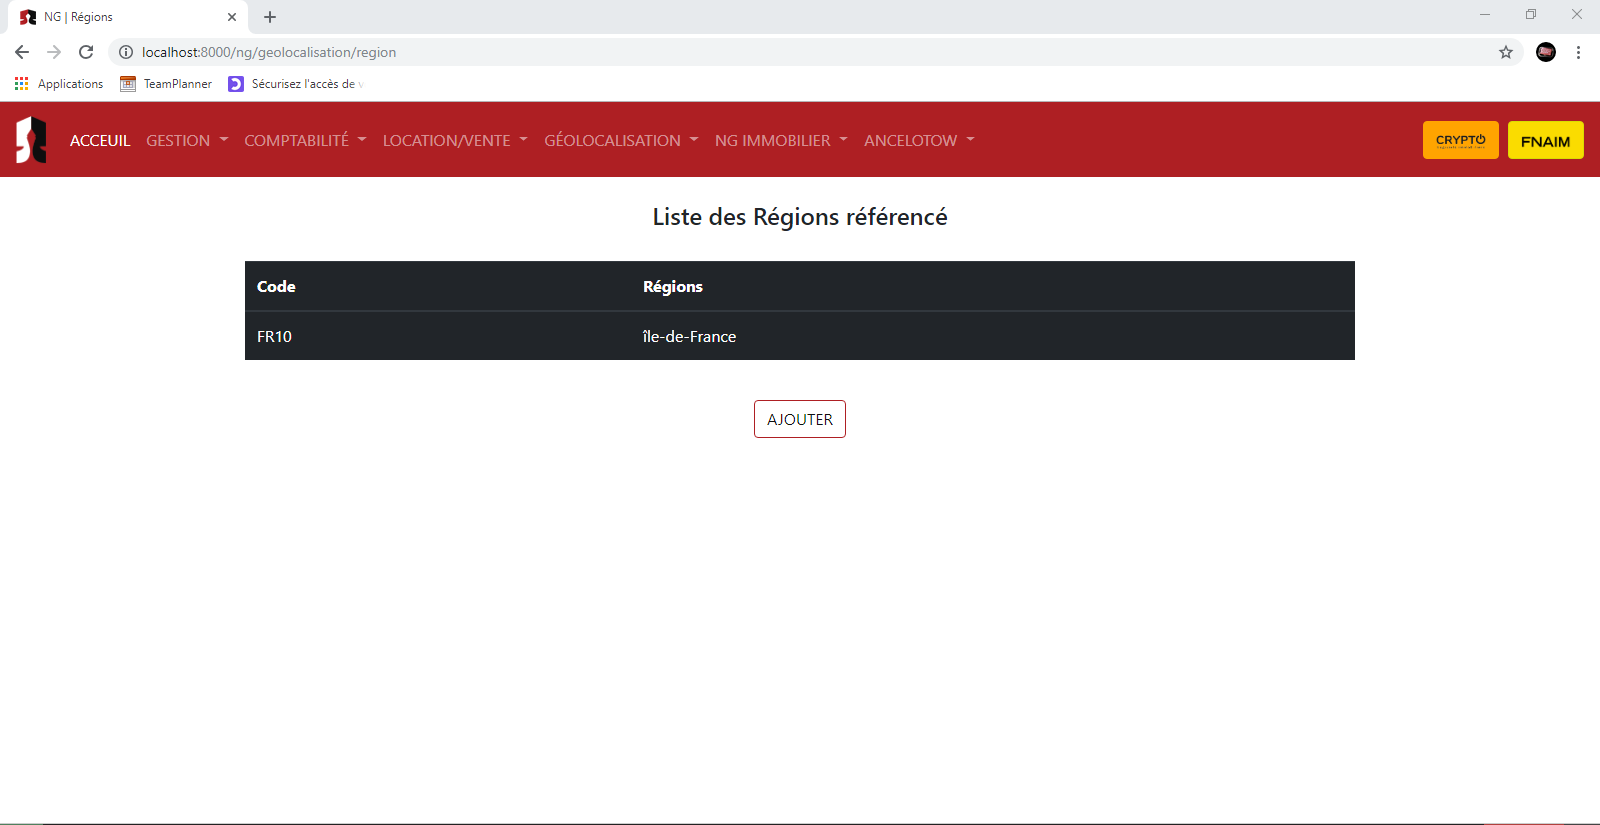 NG | Régions
localhost:8000/ng/geolocalisation/region
Applications TeamPlanner Sécurisez l'accès de v
ACCEUIL GESTION COMPTABILITÉ LOCATION/VENTE GÉOLOCALISATION NG IMMOBILIER ANCELOTOW CRYPTO FNAIM
Liste des Régions référencé
Code Régions
FR10 île-de-France
AJOUTER